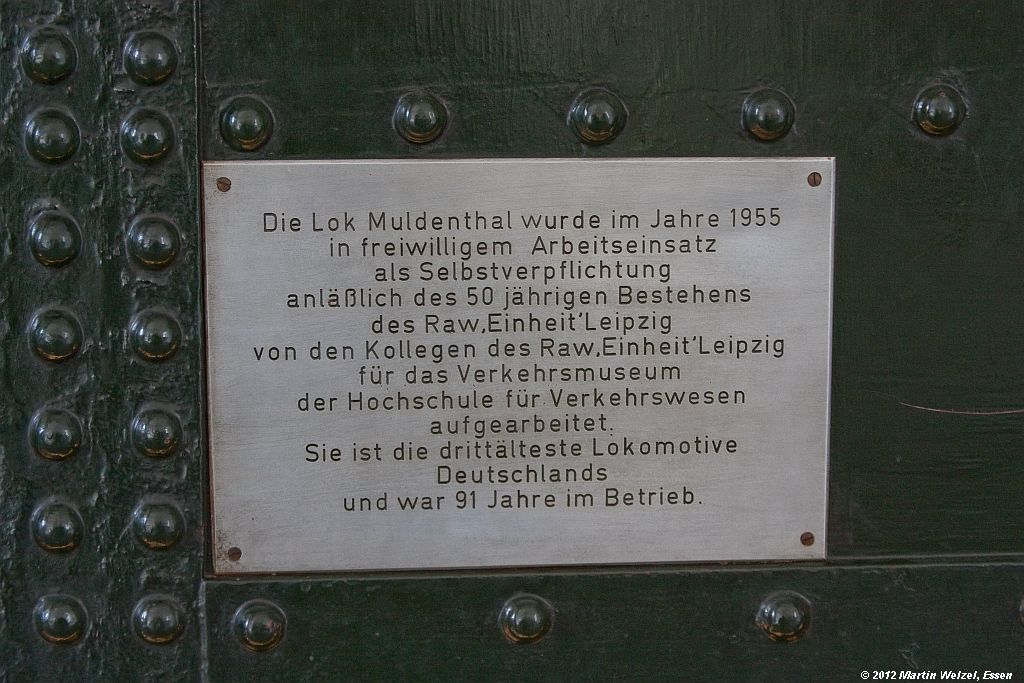 Die Lok Muldenthal wurde im Jahre 1955
in freiwilligem Arbeitseinsatz
als Selbstverpflichtung
anläßlich des 50 jährigen Bestehens
des Raw‚Einheit'Leipzig
von den Kollegen des Raw‚Einheit'Leipzig
für das Verkehrsmuseum
der Hochschule für Verkehrswesen
aufgearbeitet.
Sie ist die drittälteste Lokomotive
Deutschlands
und war 91 Jahre im Betrieb.
© 2012 Martin Welzel, Essen